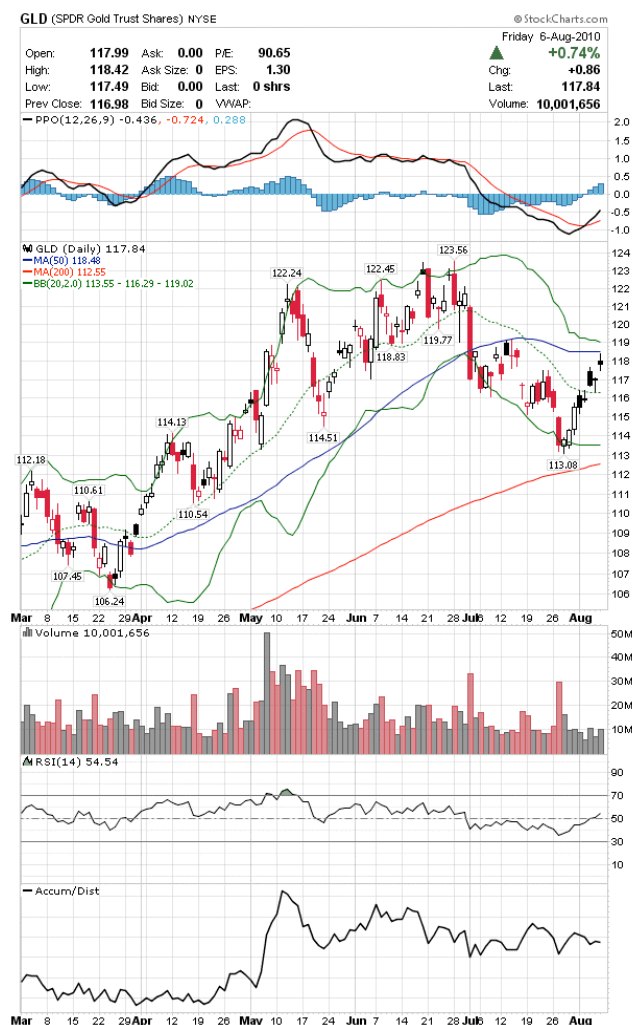 GLD (SPDR Gold Trust Shares) NYSE
© StockCharts.com
Friday 6-Aug-2010
Open: 117.99 Ask: 0.00 P/E: 90.65 +0.74%
High: 118.42 Ask Size: 0 EPS: 1.30 Chg: +0.86
Low: 117.49 Bid: 0.00 Last: 0 shrs Last: 117.84
Prev Close: 116.98 Bid Size: 0 VWAP: Volume: 10,001,656
PPO(12,26,9) -0.436, -0.724, 0.288
2.0
1.5
1.0
0.5
0.0
-0.5
-1.0
GLD (Daily) 117.84
MA(50) 118.48
MA(200) 112.55
BB(20,2.0) 113.55 - 116.29 - 119.02
112.18
107.45
110.61
106.24
114.13
110.54
122.24
114.51
122.45
118.83
119.77
123.56
113.08
124
123
122
121
120
119
118
117
116
115
114
113
112
111
110
109
108
107
106
Mar 8 15 22 29 Apr 12 19 26 May 10 17 24 Jun 7 14 21 28 Jul 6 12 19 26 Aug
Volume 10,001,656
50M
40M
30M
20M
10M
RSI(14) 54.54
90
70
50
30
10
Accum/Dist
Mar 8 15 22 29 Apr 12 19 26 May 10 17 24 Jun 7 14 21 28 Jul 6 12 19 26 Aug